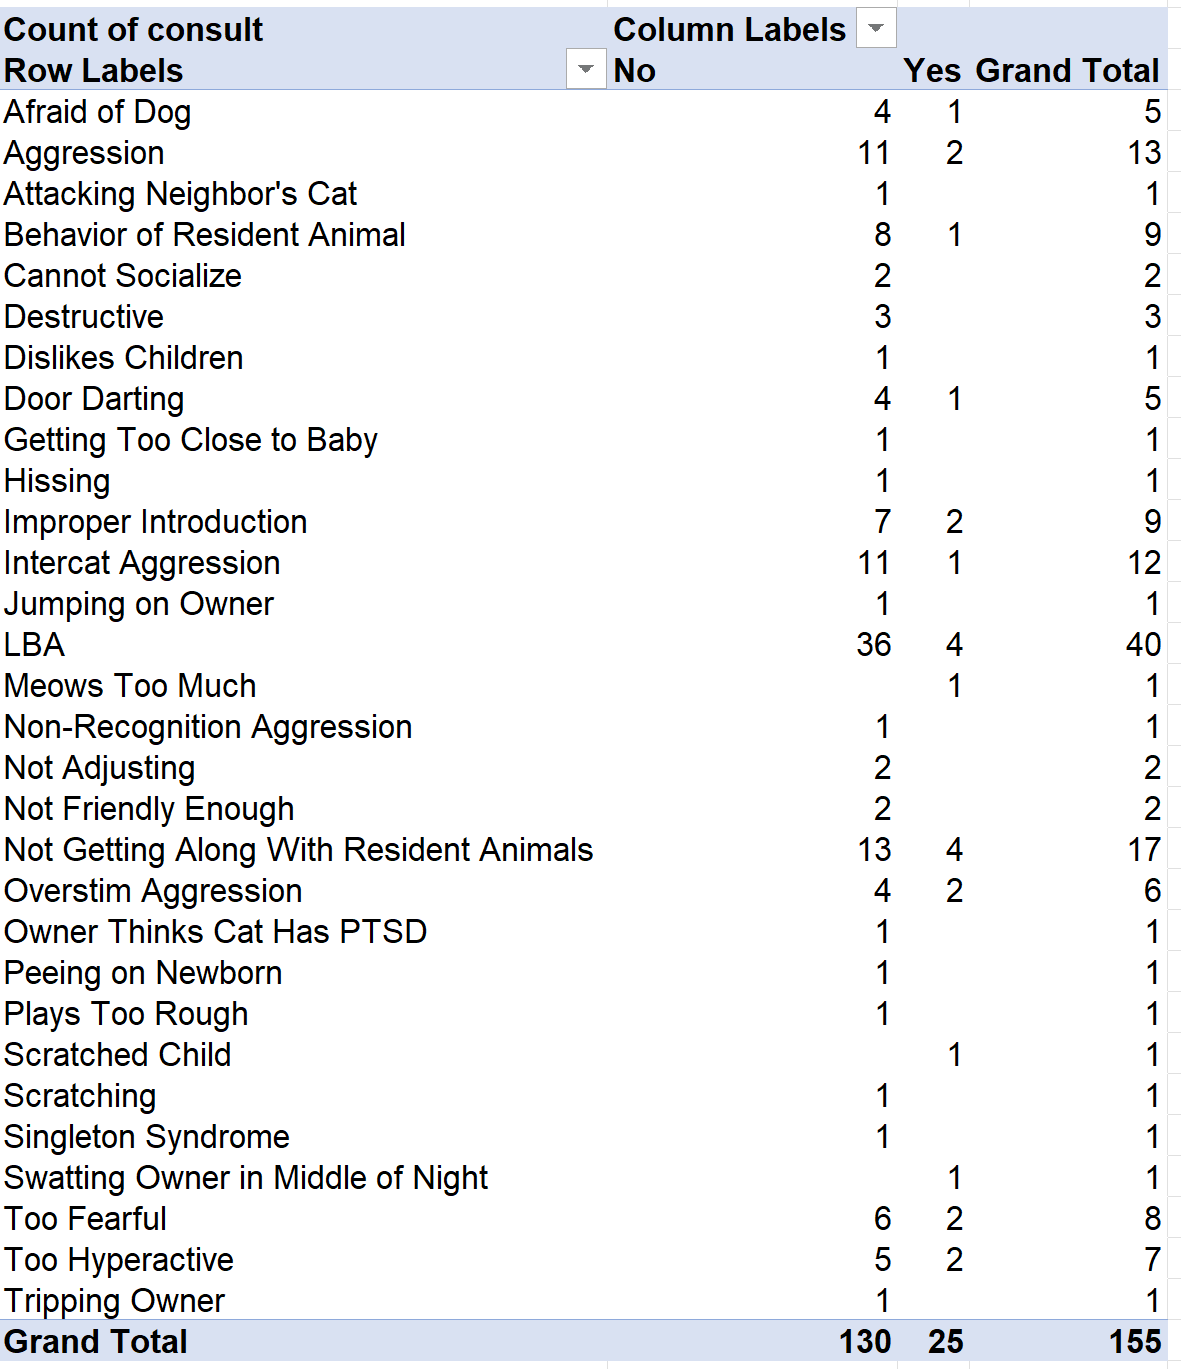 Count of consult Column Labels
Row Labels No Yes Grand Total
Afraid of Dog 4 1 5
Aggression 11 2 13
Attacking Neighbor's Cat 1 1
Behavior of Resident Animal 8 1 9
Cannot Socialize 2 2
Destructive 3 3
Dislikes Children 1 1
Door Darting 4 1 5
Getting Too Close to Baby 1 1
Hissing 1 1
Improper Introduction 7 2 9
Intercat Aggression 11 1 12
Jumping on Owner 1 1
LBA 36 4 40
Meows Too Much 1 1
Non-Recognition Aggression 1 1
Not Adjusting 2 2
Not Friendly Enough 2 2
Not Getting Along With Resident Animals 13 4 17
Overstim Aggression 4 2 6
Owner Thinks Cat Has PTSD 1 1
Peeing on Newborn 1 1
Plays Too Rough 1 1
Scratched Child 1 1
Scratching 1 1
Singleton Syndrome 1 1
Swatting Owner in Middle of Night 1 1
Too Fearful 6 2 8
Too Hyperactive 5 2 7
Tripping Owner 1 1
Grand Total 130 25 155